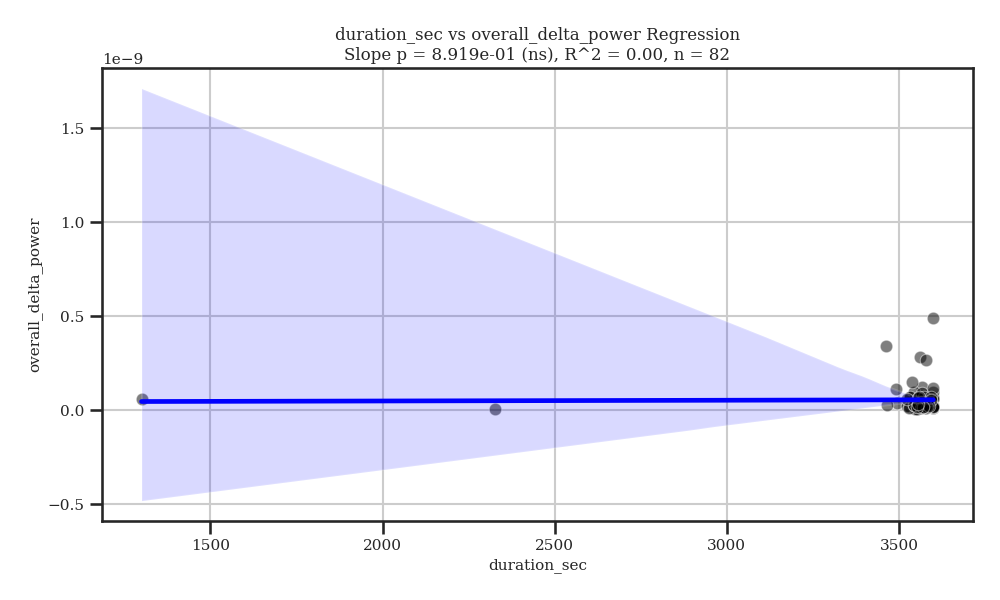 duration_sec vs overall_delta_power Regression
Slope p = 8.919e-01 (ns), R^2 = 0.00, n = 82
1e−9
1.5
1.0
0.5
0.0
−0.5
overall_delta_power
1500
2000
2500
3000
3500
duration_sec